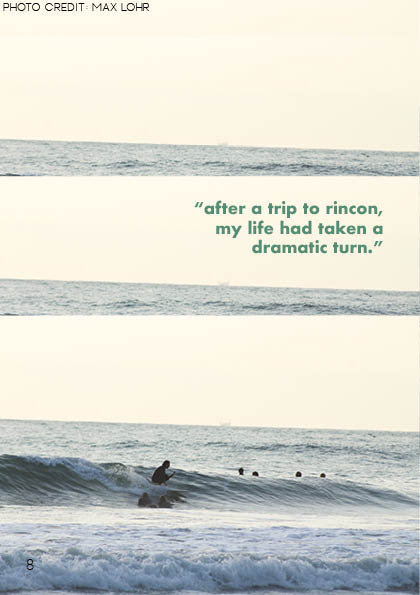 PHOTO CREDIT: MAX LOHR
“after a trip to rincon,
my life had taken a
dramatic turn.”
8